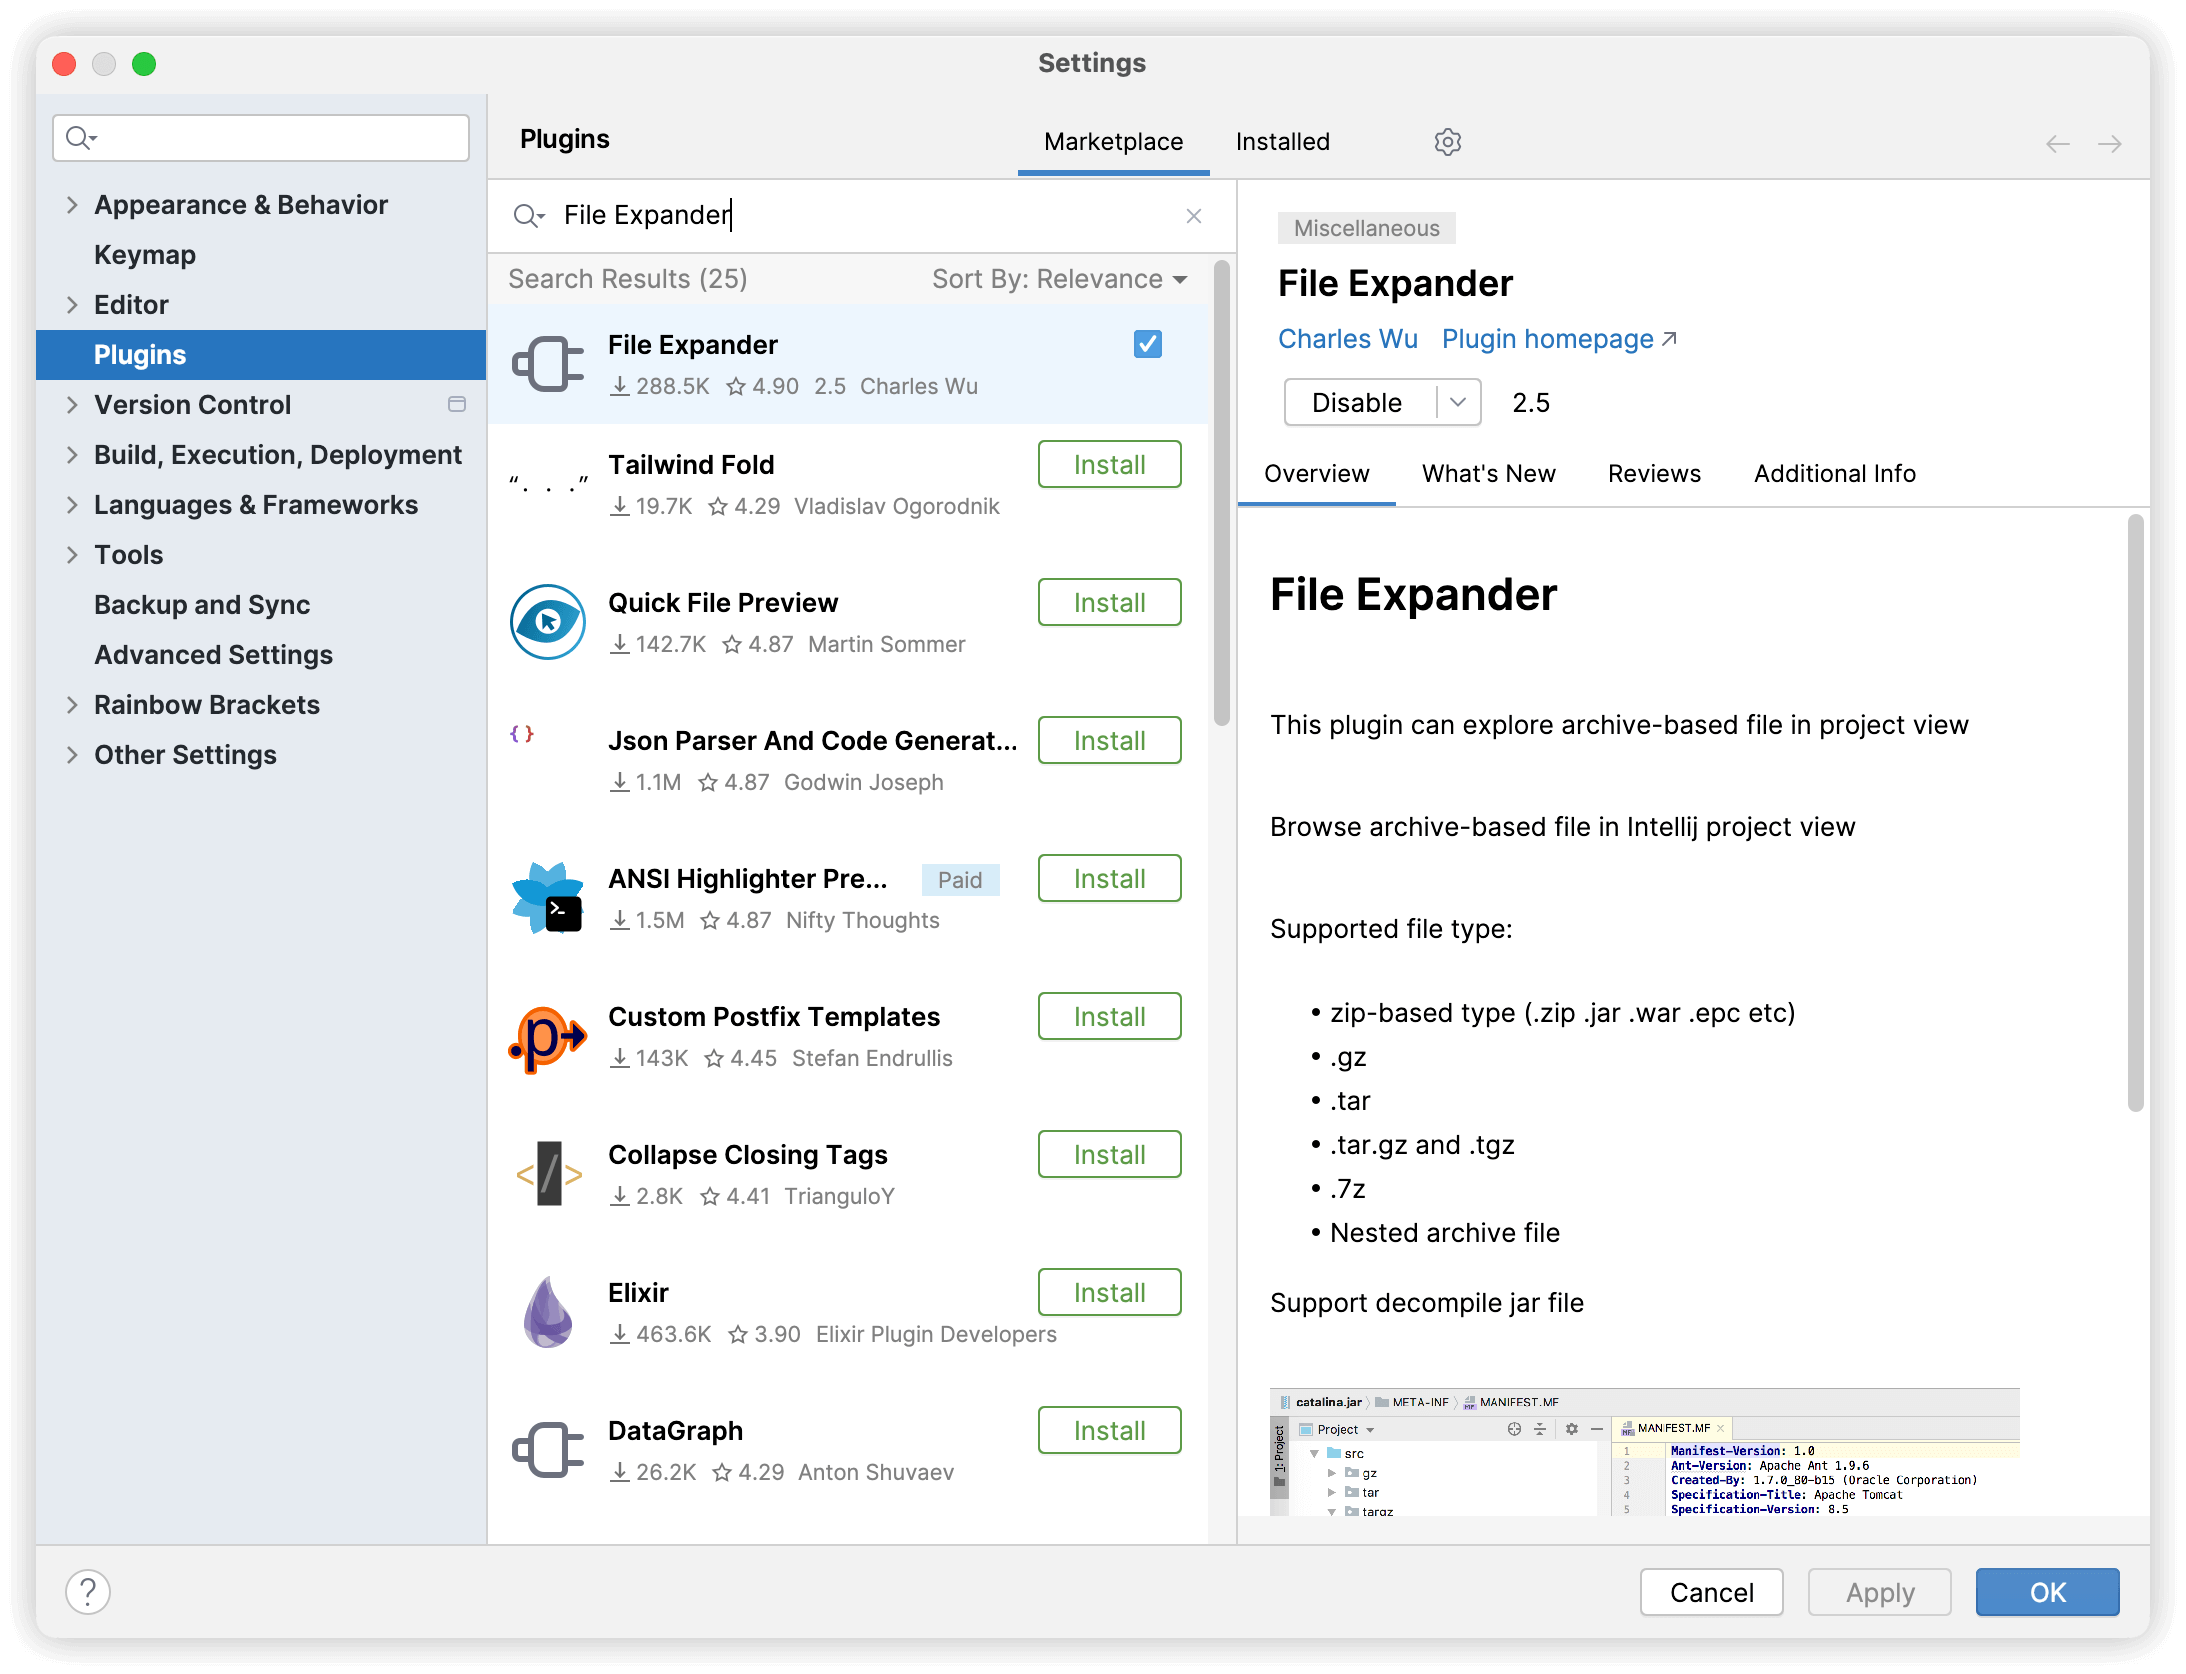 Settings
Appearance & Behavior
Keymap
Editor
Plugins
Version Control
Build, Execution, Deployment
Languages & Frameworks
Tools
Backup and Sync
Advanced Settings
Rainbow Brackets
Other Settings
Plugins
Marketplace
Installed
File Expander
Search Results (25)
Sort By: Relevance
File Expander
288.5K 4.90 2.5 Charles Wu
Tailwind Fold
Install
“. . .”
19.7K 4.29 Vladislav Ogorodnik
Quick File Preview
Install
142.7K 4.87 Martin Sommer
{}
Json Parser And Code Generat...
Install
1.1M 4.87 Godwin Joseph
ANSI Highlighter Pre...
Paid
Install
>_
1.5M 4.87 Nifty Thoughts
.p
Custom Postfix Templates
Install
143K 4.45 Stefan Endrullis
</>
Collapse Closing Tags
Install
2.8K 4.41 TrianguloY
Elixir
Install
463.6K 3.90 Elixir Plugin Developers
DataGraph
Install
26.2K 4.29 Anton Shuvaev
Miscellaneous
File Expander
Charles Wu Plugin homepage
Disable
2.5
Overview
What's New
Reviews
Additional Info
File Expander
This plugin can explore archive-based file in project view
Browse archive-based file in Intellij project view
Supported file type:
• zip-based type (.zip .jar .war .epc etc)
• .gz
• .tar
• .tar.gz and .tgz
• .7z
• Nested archive file
Support decompile jar file
catalina.jar META-INF MANIFEST.MF
1: Project
Project
src
gz
tar
targz
MANIFEST.MF
1 Manifest-Version: 1.0
2 Ant-Version: Apache Ant 1.9.6
3 Created-By: 1.7.0_80-b15 (Oracle Corporation)
4 Specification-Title: Apache Tomcat
5 Specification-Version: 8.5
?
Cancel
Apply
OK